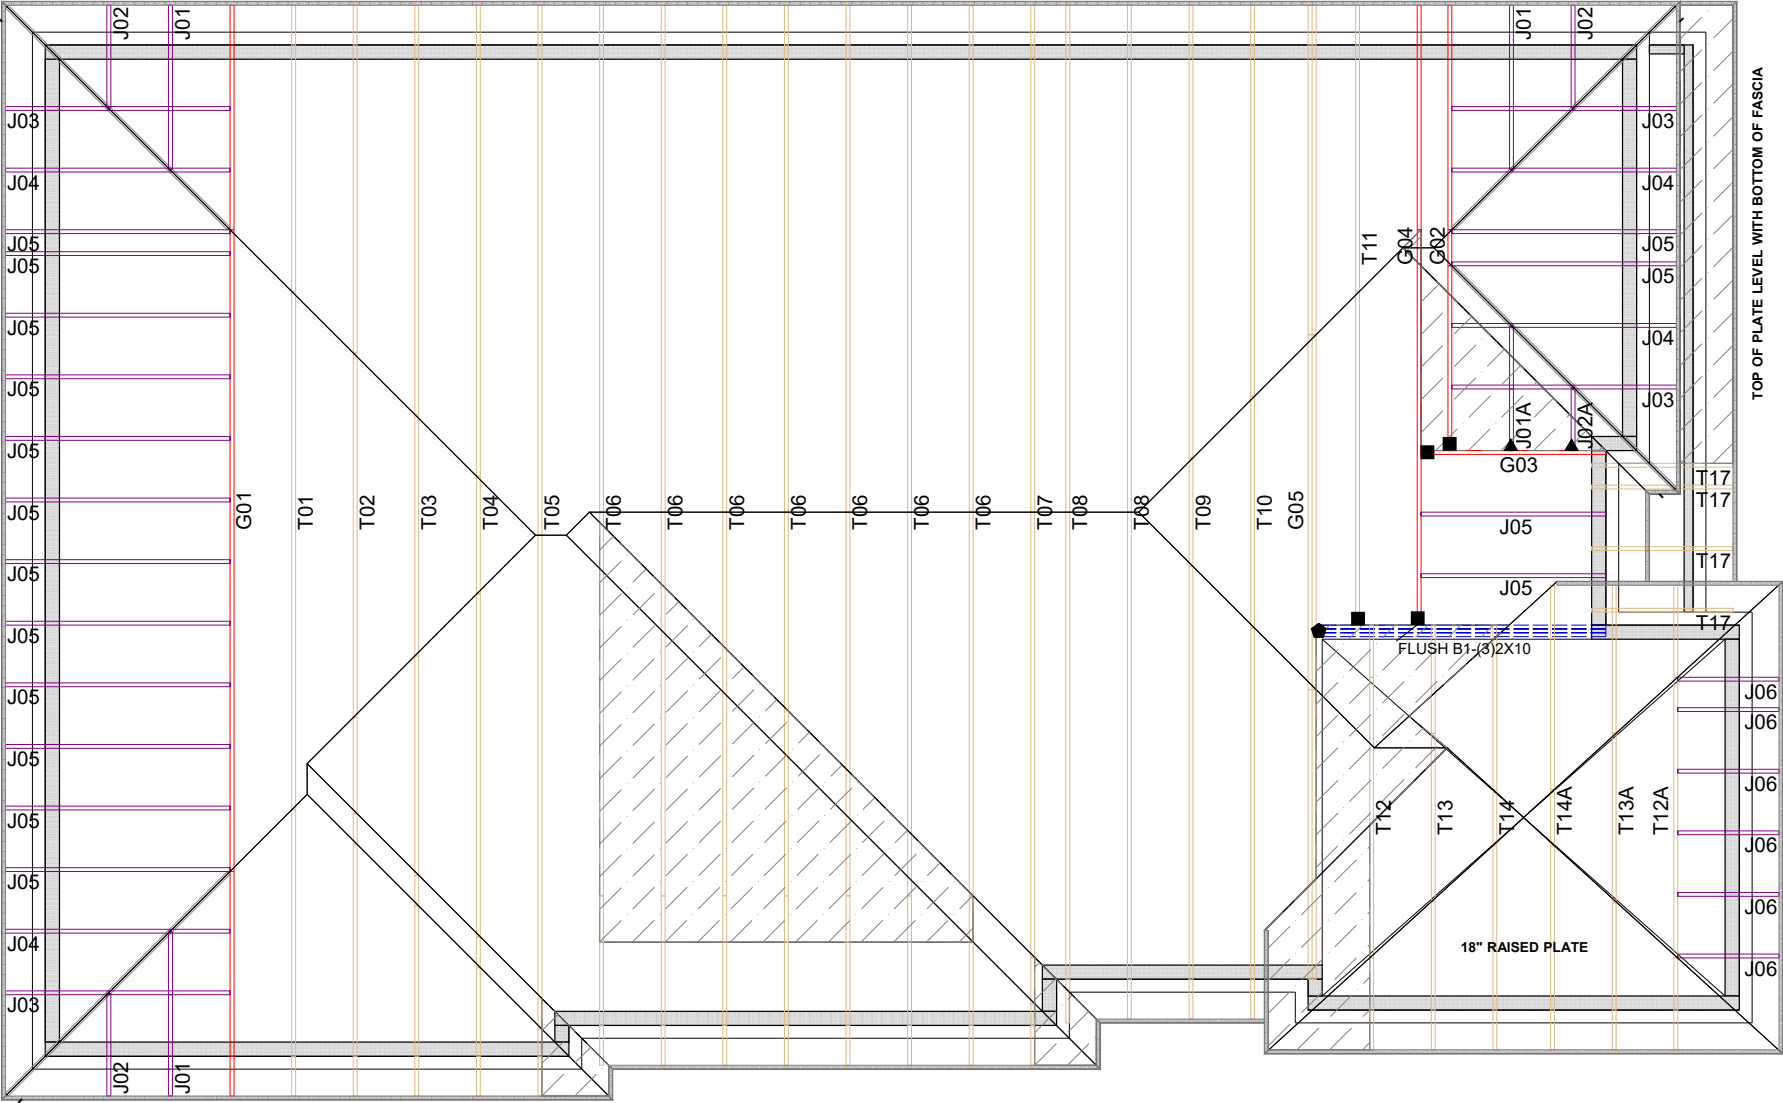 J02
J01
J01
J02
J03
J04
J05
J05
J05
J05
J05
J05
J05
J05
J05
J05
J05
J05
J04
J03
J02
J01
G01
T01
T02
T03
T04
T05
T06
T06
T06
T06
T06
T06
T06
T07
T08
T08
T09
T10
G05
T11
G04
G02
J03
J04
J05
J05
J04
J03
J01A
J02A
G03
J05
J05
T17
T17
T17
T17
FLUSH B1-(3)2X10
J06
J06
J06
J06
J06
J06
T12
T13
T14
T14A
T13A
T12A
18" RAISED PLATE
TOP OF PLATE LEVEL WITH BOTTOM OF FASCIA